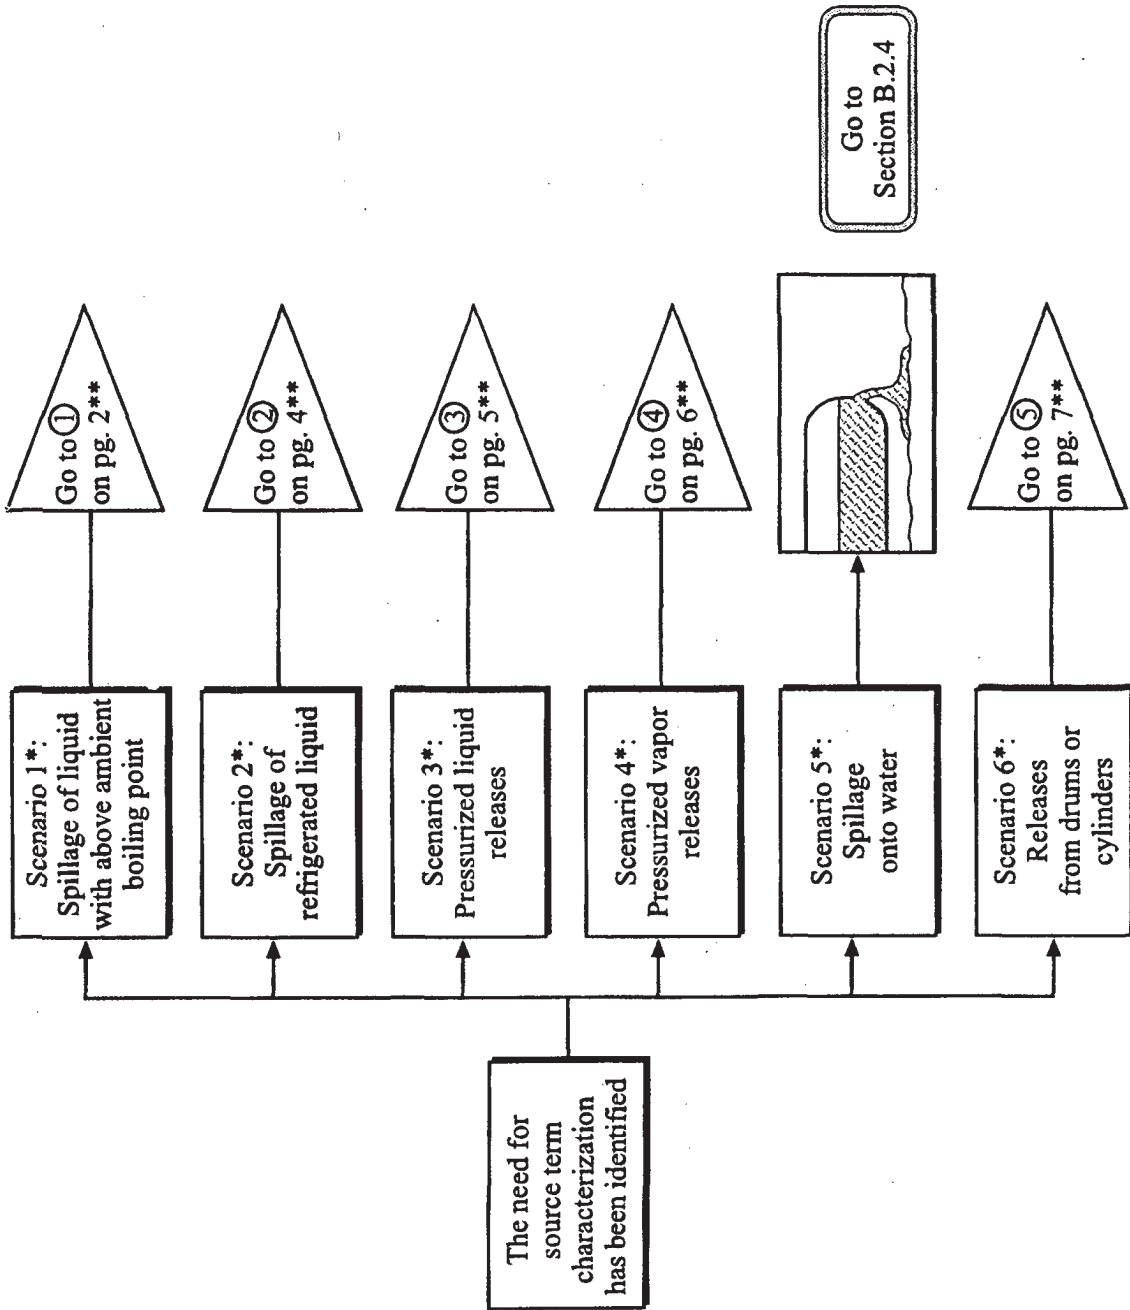 The need for
source term
characterization
has been identified
Scenario 1*:
Spillage of liquid
with above ambient
boiling point
Go to ①
on pg. 2**
Scenario 2*:
Spillage of
refrigerated liquid
Go to ②
on pg. 4**
Scenario 3*:
Pressurized liquid
releases
Go to ③
on pg. 5**
Scenario 4*:
Pressurized vapor
releases
Go to ④
on pg. 6**
Scenario 5*:
Spillage
onto water
Go to
Section B.2.4
Scenario 6*:
Releases
from drums or
cylinders
Go to ⑤
on pg. 7**